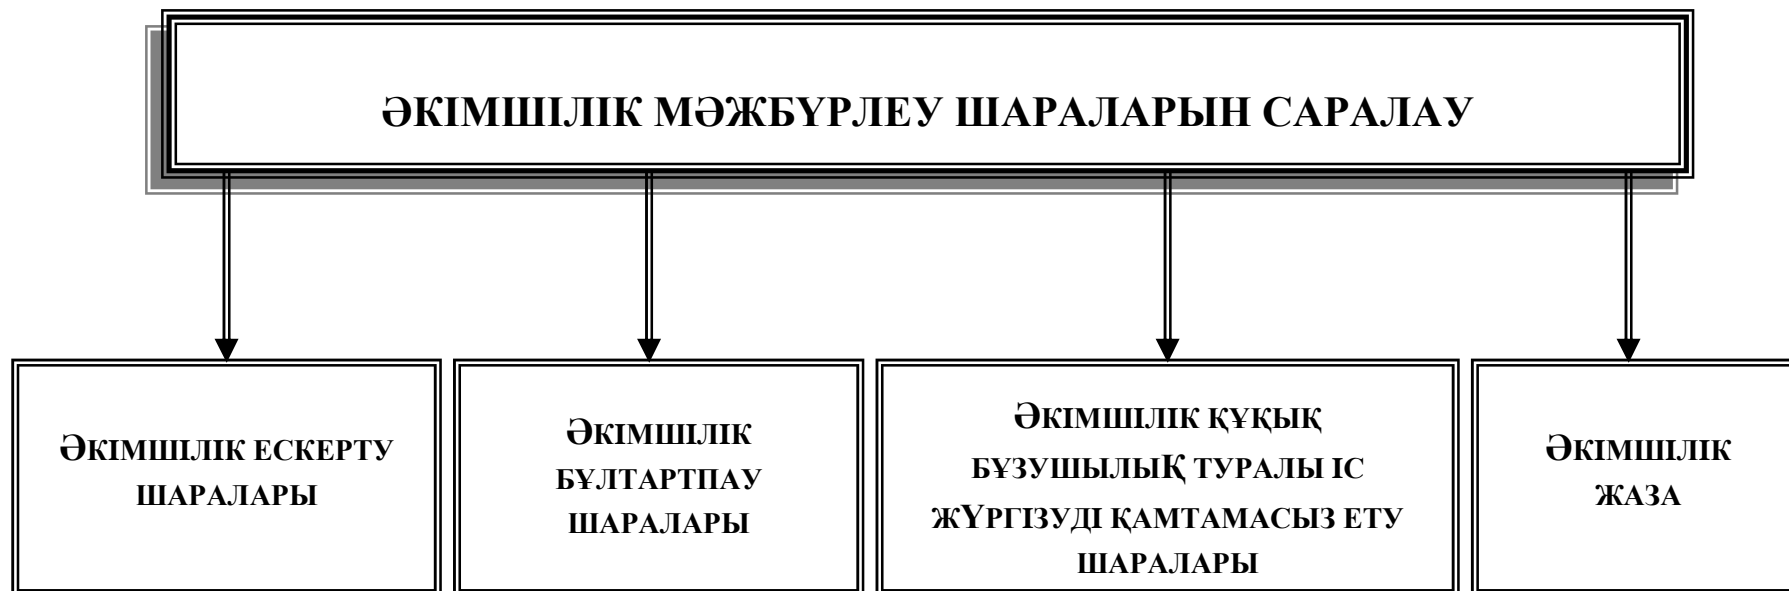 ӘКІМШІЛІК МӘЖБҮРЛЕУ ШАРАЛАРЫН САРАЛАУ
ӘКІМШІЛІК ЕСКЕРТУ
ШАРАЛАРЫ
ӘКІМШІЛІК
БҰЛТАРТПАУ
ШАРАЛАРЫ
ӘКІМШІЛІК ҚҰҚЫҚ
БҰЗУШЫЛЫҚ ТУРАЛЫ ІС
ЖҮРГІЗУДІ ҚАМТАМАСЫЗ ЕТУ
ШАРАЛАРЫ
ӘКІМШІЛІК
ЖАЗА